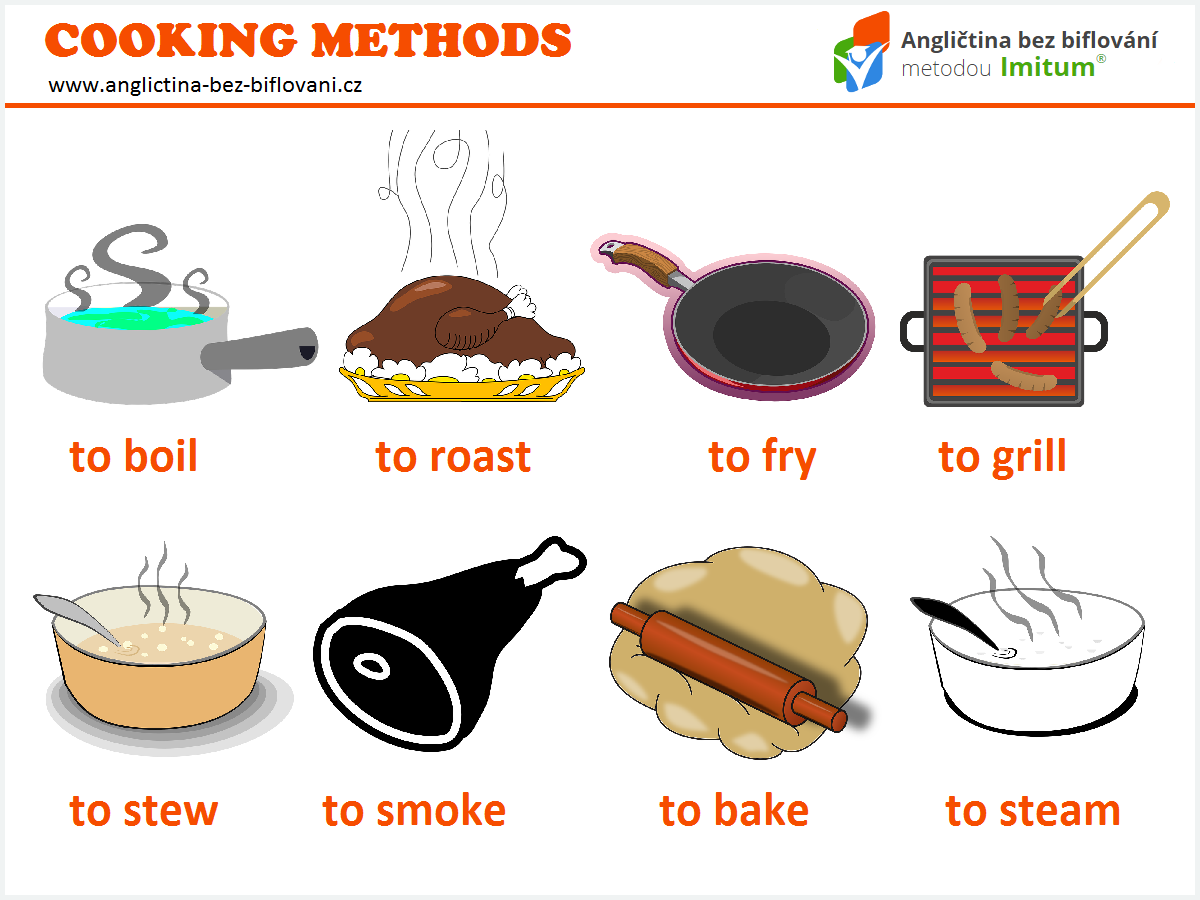 COOKING METHODS
www.anglictina-bez-biflovani.cz
Angličtina bez biflování
metodou Imitum®
to boil
to roast
to fry
to grill
to stew
to smoke
to bake
to steam